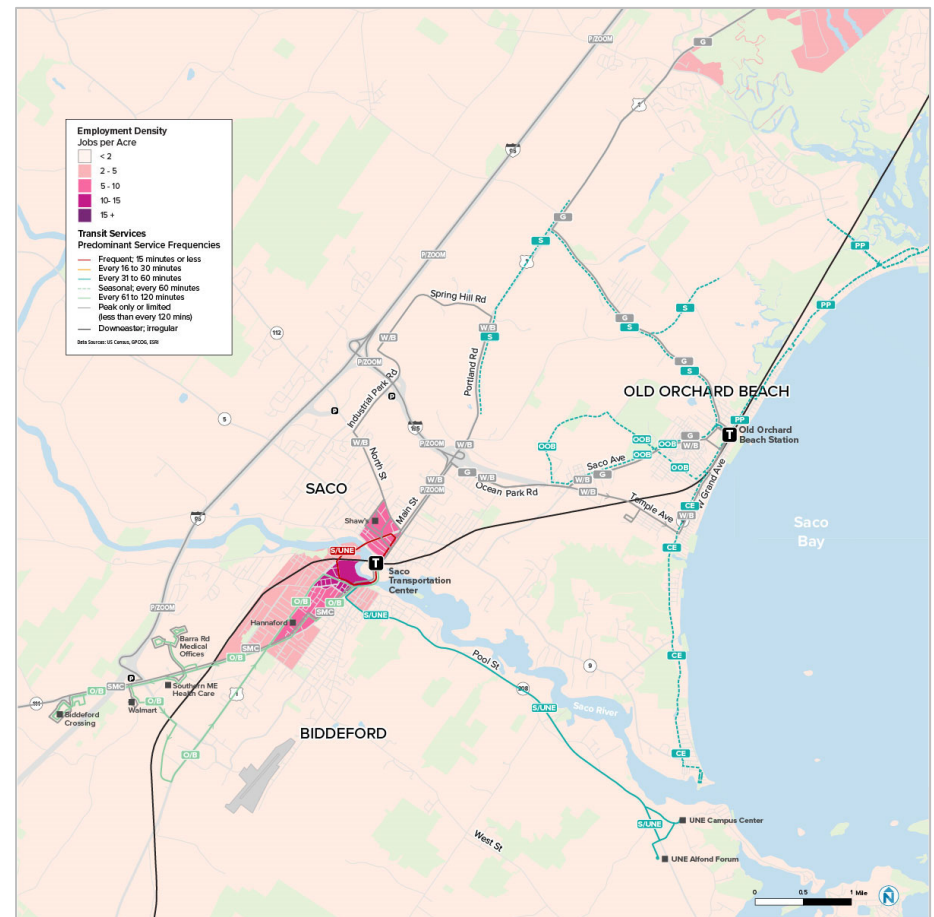 P/ZOOM
G
1
95
Employment Density
Jobs per Acre
< 2
2 - 5
5 - 10
10- 15
15 +
Transit Services
Predominant Service Frequencies
Frequent; 15 minutes or less
Every 16 to 30 minutes
Every 31 to 60 minutes
Seasonal; every 60 minutes
Every 61 to 120 minutes
Peak only or limited
(less than every 120 mins)
Downeaster; irregular
Data Sources: US Census, GPCOG, ESRI
G
PP
S
P/ZOOM
1
Spring Hill Rd
PP
S
G
S
W/B
S
112
W/B
P/ZOOM
Portland Rd
G
S
Industrial Park Rd
OLD ORCHARD BEACH
P
P
5
PP
T
Old Orchard
Beach Station
195
OOB
OOB
OOB
OOB
G
W/B
W/B
P/ZOOM
W/B
North St
Saco Ave
OOB
G
W/B
W/B
W/B
P/ZOOM
Ocean Park Rd
W/B
W Grand Ave
SACO
Main St
Temple Ave
CE
W/B
95
Shaw's
Saco
Bay
S/UNE
CE
T
Saco
Transportation
Center
P/ZOOM
O/B
O/B
SMC
S/UNE
Hannaford
Barra Rd
Medical
Offices
SMC
O/B
Pool St
CE
9
P
SMC
O/B
Southern ME
Health Care
1
208
111
O/B
Walmart
Biddeford
Crossing
S/UNE
Saco River
BIDDEFORD
O/B
CE
S/UNE
UNE Campus Center
West St
UNE Alfond Forum
0
0.5
1 Mile
N